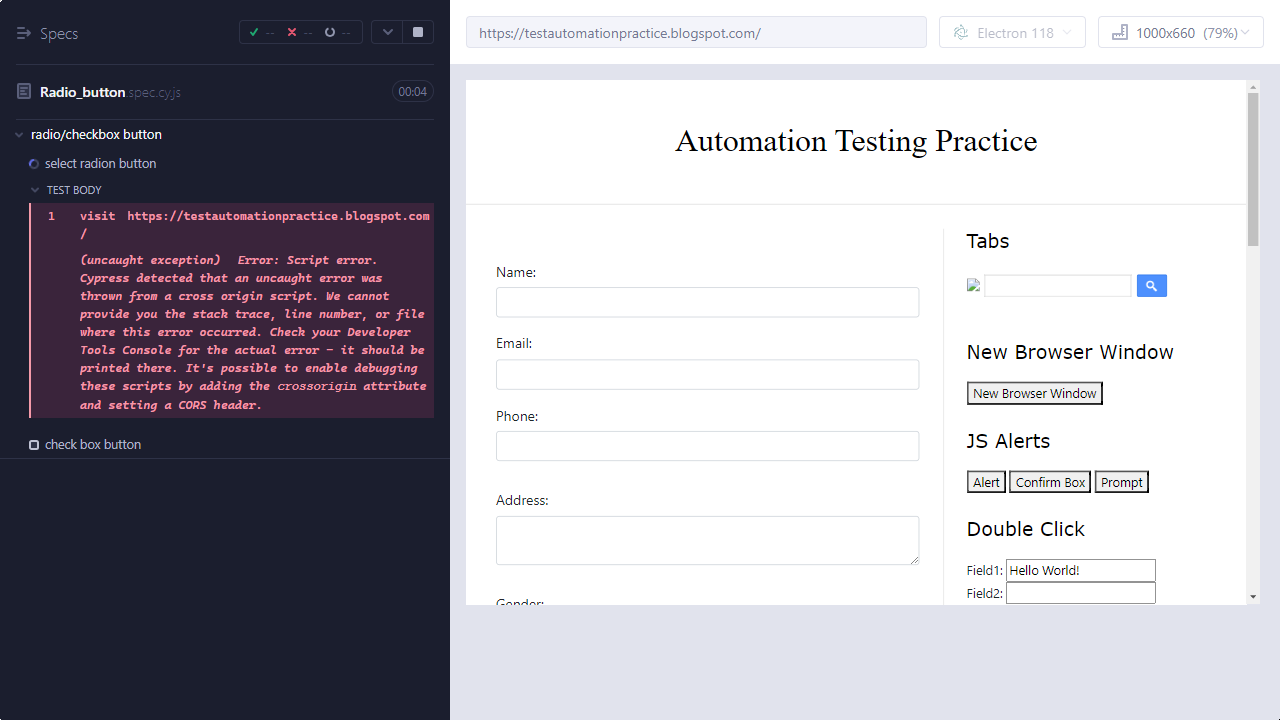 Specs
-- -- --
Radio_button.spec.cy.js 00:04
radio/checkbox button
select radion button
TEST BODY
1 visit https://testautomationpractice.blogspot.com
/
(uncaught exception) Error: Script error.
Cypress detected that an uncaught error was
thrown from a cross origin script. We cannot
provide you the stack trace, line number, or file
where this error occurred. Check your Developer
Tools Console for the actual error - it should be
printed there. It's possible to enable debugging
these scripts by adding the crossorigin attribute
and setting a CORS header.
check box button
https://testautomationpractice.blogspot.com/
Electron 118
1000x660 (79%)
Automation Testing Practice
Name:
Email:
Phone:
Address:
Gender:
Tabs
New Browser Window
New Browser Window
JS Alerts
Alert Confirm Box Prompt
Double Click
Field1: Hello World!
Field2: